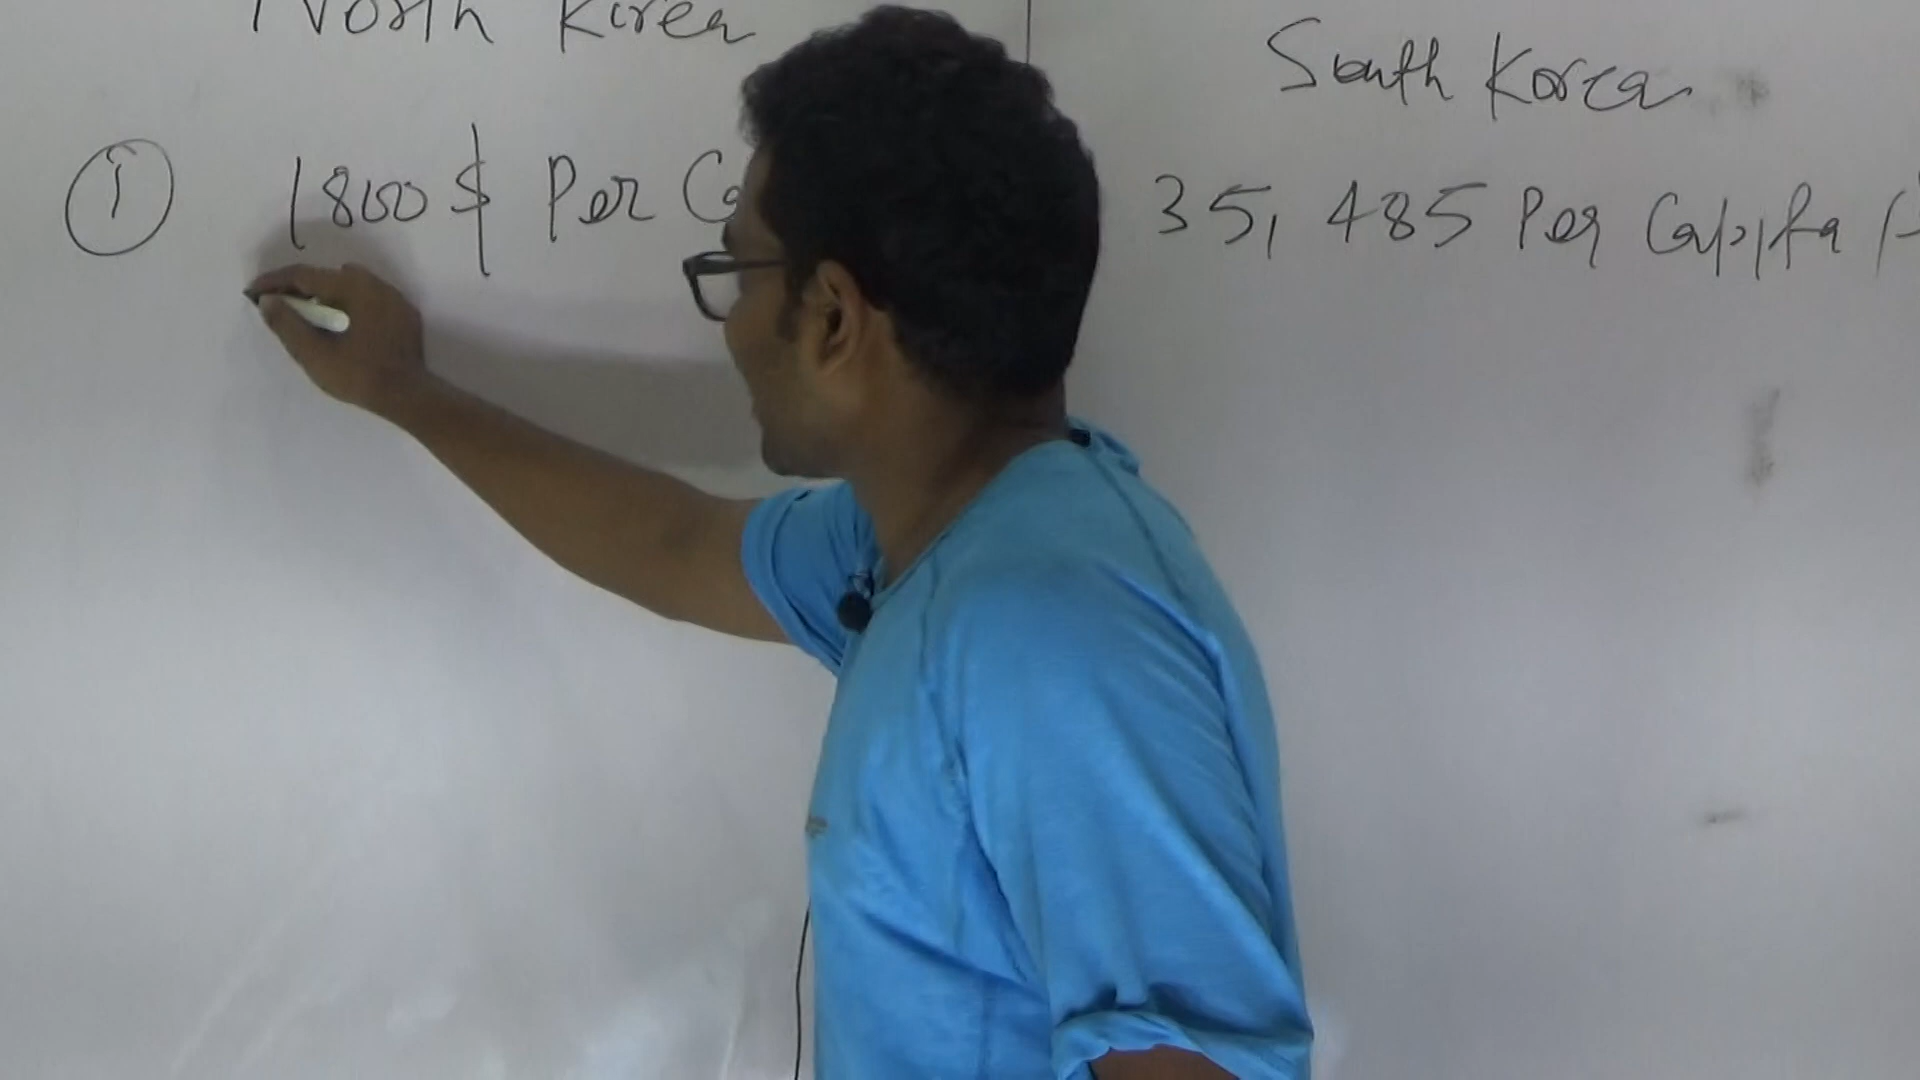 North Korea
South Korea
① 1800 $ Per Ca
35, 485 Per Capita